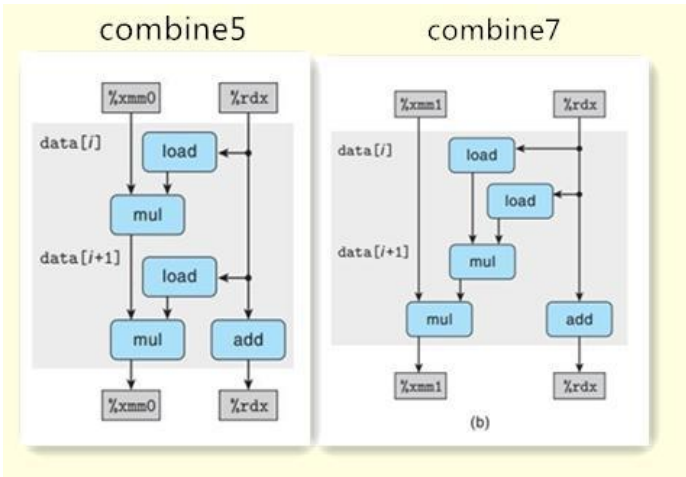 combine5
%xmm0 %rdx
data[i]
load
mul
data[i+1]
load
mul add
%xmm0 %rdx
combine7
%xmm1 %rdx
data[i]
load
load
data[i+1]
mul
mul add
%xmm1 %rdx
(b)